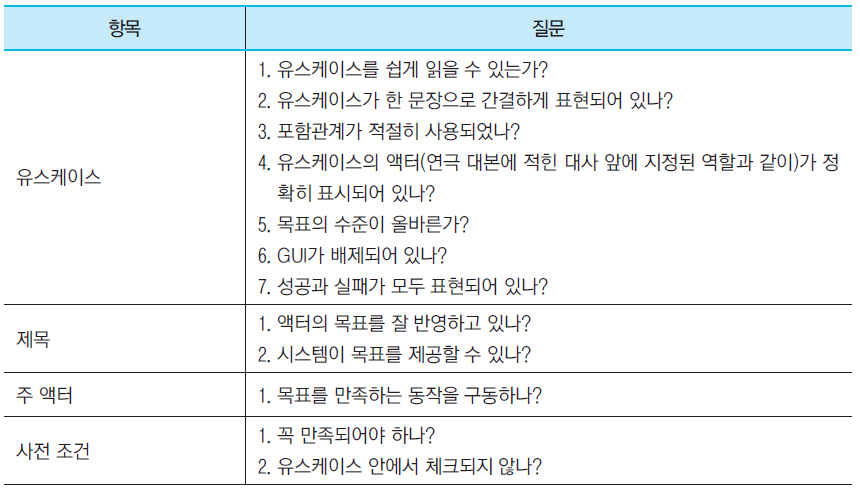 항목
질문
유스케이스
1. 유스케이스를 쉽게 읽을 수 있는가?
2. 유스케이스가 한 문장으로 간결하게 표현되어 있나?
3. 포함관계가 적절히 사용되었나?
4. 유스케이스의 액터(연극 대본에 적힌 대사 앞에 지정된 역할과 같이)가 정
확히 표시되어 있나?
5. 목표의 수준이 올바른가?
6. GUI가 배제되어 있나?
7. 성공과 실패가 모두 표현되어 있나?
제목
1. 액터의 목표를 잘 반영하고 있나?
2. 시스템이 목표를 제공할 수 있나?
주 액터
1. 목표를 만족하는 동작을 구동하나?
사전 조건
1. 꼭 만족되어야 하나?
2. 유스케이스 안에서 체크되지 않나?